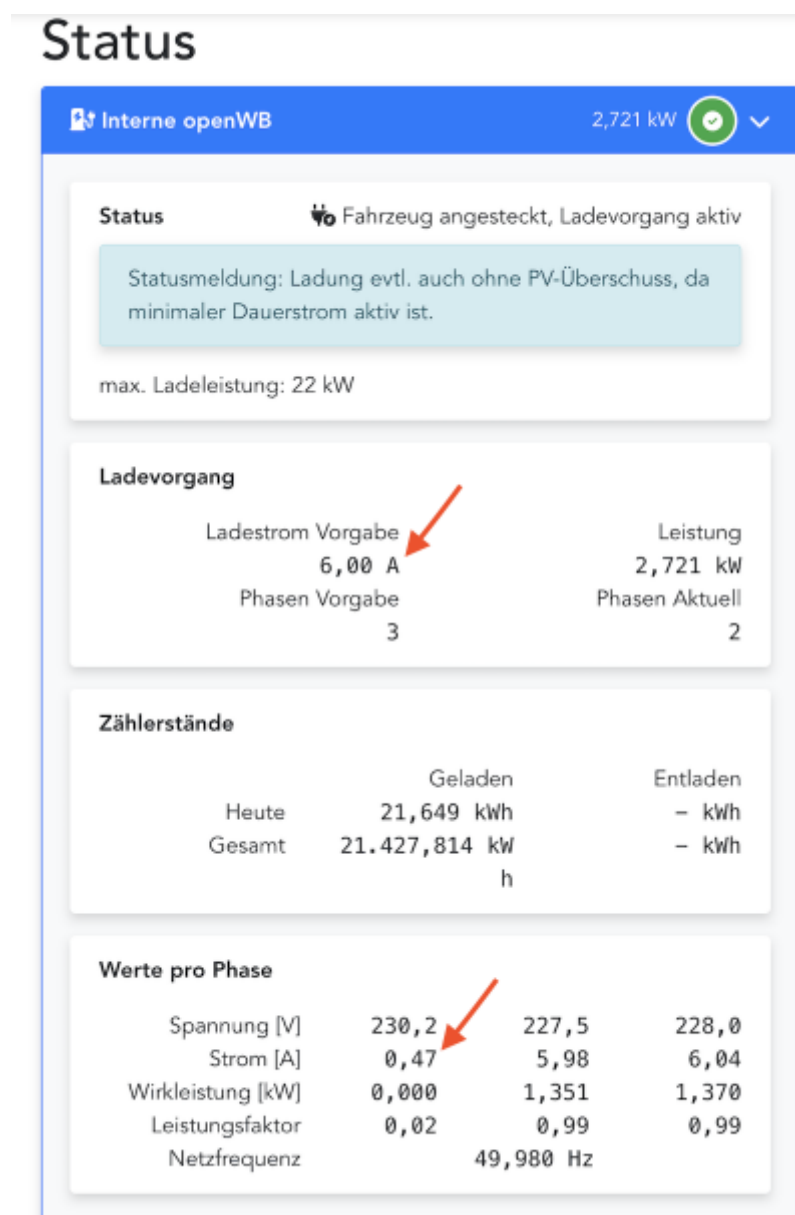 Status
Interne openWB 2,721 kW
Status Fahrzeug angesteckt, Ladevorgang aktiv
Statusmeldung: Ladung evtl. auch ohne PV-Überschuss, da
minimaler Dauerstrom aktiv ist.
max. Ladeleistung: 22 kW
Ladevorgang
Ladestrom Vorgabe Leistung
6,00 A 2,721 kW
Phasen Vorgabe Phasen Aktuell
3 2
Zählerstände
Geladen Entladen
Heute 21,649 kWh – kWh
Gesamt 21.427,814 kW – kWh
h
Werte pro Phase
Spannung [V] 230,2 227,5 228,0
Strom [A] 0,47 5,98 6,04
Wirkleistung [kW] 0,000 1,351 1,370
Leistungsfaktor 0,02 0,99 0,99
Netzfrequenz 49,980 Hz